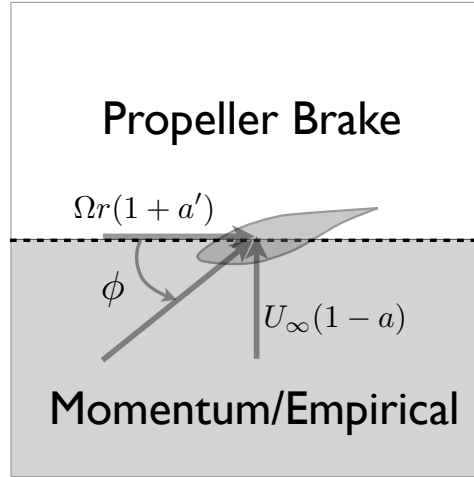 Propeller Brake
Ωr(1 + a′)
ϕ
U∞(1 − a)
Momentum/Empirical